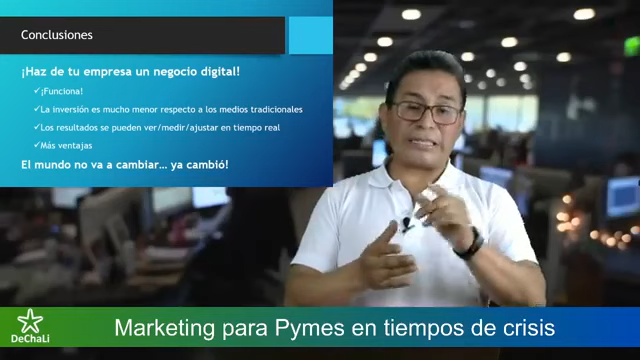 Conclusiones
¡Haz de tu empresa un negocio digital!
¡Funciona!
La inversión es mucho menor respecto a los medios tradicionales
Los resultados se pueden ver/medir/ajustar en tiempo real
Más ventajas
El mundo no va a cambiar... ya cambió!
DeChaLi
Marketing para Pymes en tiempos de crisis